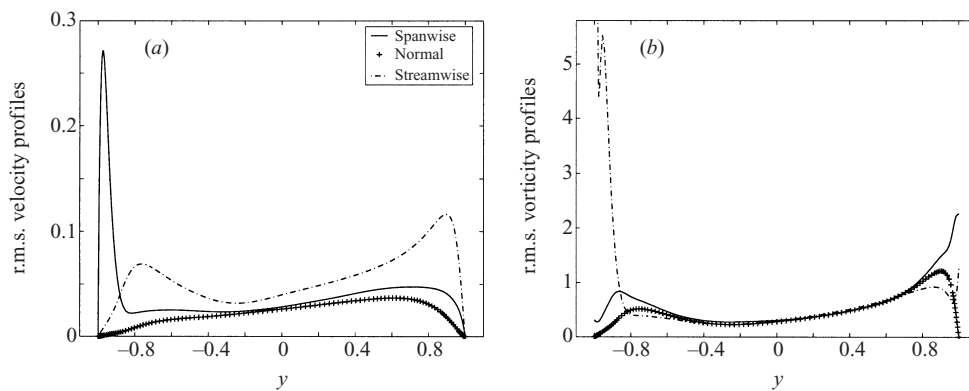 0.3
(a)
Spanwise
Normal
Streamwise
0.2
0.1
0
−0.8
−0.4
0
0.4
0.8
y
r.m.s. velocity profiles
(b)
5
4
3
2
1
0
−0.8
−0.4
0
0.4
0.8
y
r.m.s. vorticity profiles